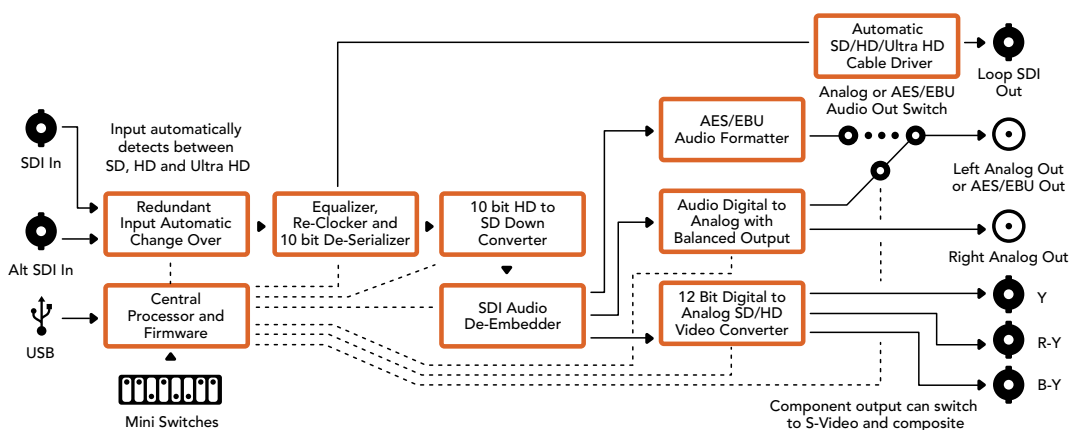 Automatic
SD/HD/Ultra HD
Cable Driver
Loop SDI
Out
Analog or AES/EBU
Audio Out Switch
SDI In
Input automatically
detects between
SD, HD and Ultra HD
AES/EBU
Audio Formatter
Left Analog Out
or AES/EBU Out
Redundant
Input Automatic
Change Over
Equalizer,
Re-Clocker and
10 bit De-Serializer
10 bit HD to
SD Down
Converter
Audio Digital to
Analog with
Balanced Output
Alt SDI In
Right Analog Out
Central
Processor and
Firmware
SDI Audio
De-Embedder
12 Bit Digital to
Analog SD/HD
Video Converter
Y
USB
R-Y
B-Y
Mini Switches
Component output can switch
to S-Video and composite